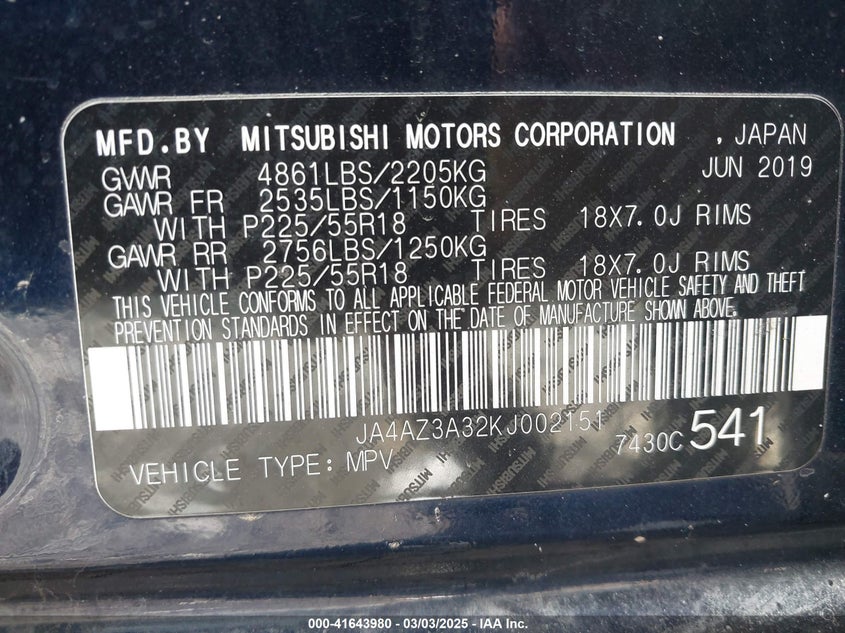 MFD.BY MITSUBISHI MOTORS CORPORATION , JAPAN
GVWR 4861LBS/2205KG JUN 2019
GAWR FR 2535LBS/1150KG
WITH P225/55R18 TIRES 18X7.0J RIMS
GAWR RR 2756LBS/1250KG
WITH P225/55R18 TIRES 18X7.0J RIMS
THIS VEHICLE CONFORMS TO ALL APPLICABLE FEDERAL MOTOR VEHICLE SAFETY AND THEFT
PREVENTION STANDARDS IN EFFECT ON THE DATE OF MANUFACTURE SHOWN ABOVE.
JA4AZ3A32KJ002151
7430C 541
VEHICLE TYPE: MPV
000-41643980 — 03/03/2025 — © IAA Inc.